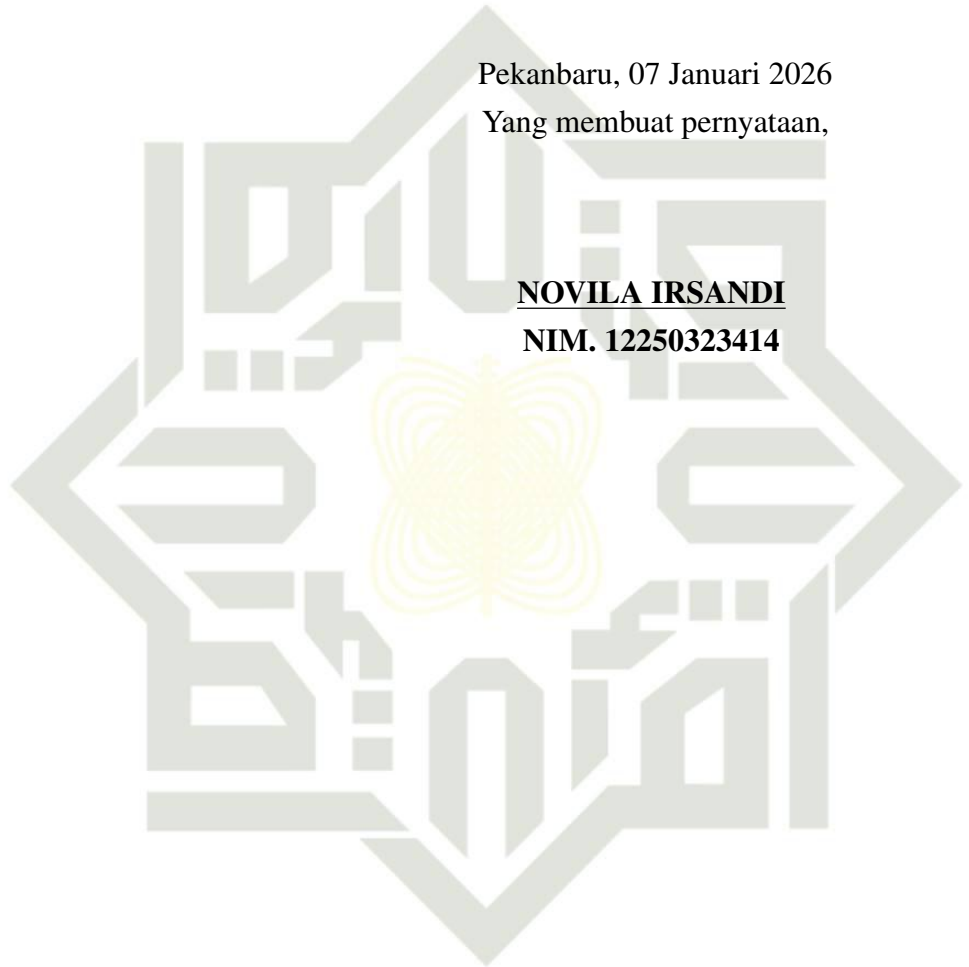 Pekanbaru, 07 Januari 2026
Yang membuat pernyataan,
NOVILA IRSANDI
NIM. 12250323414